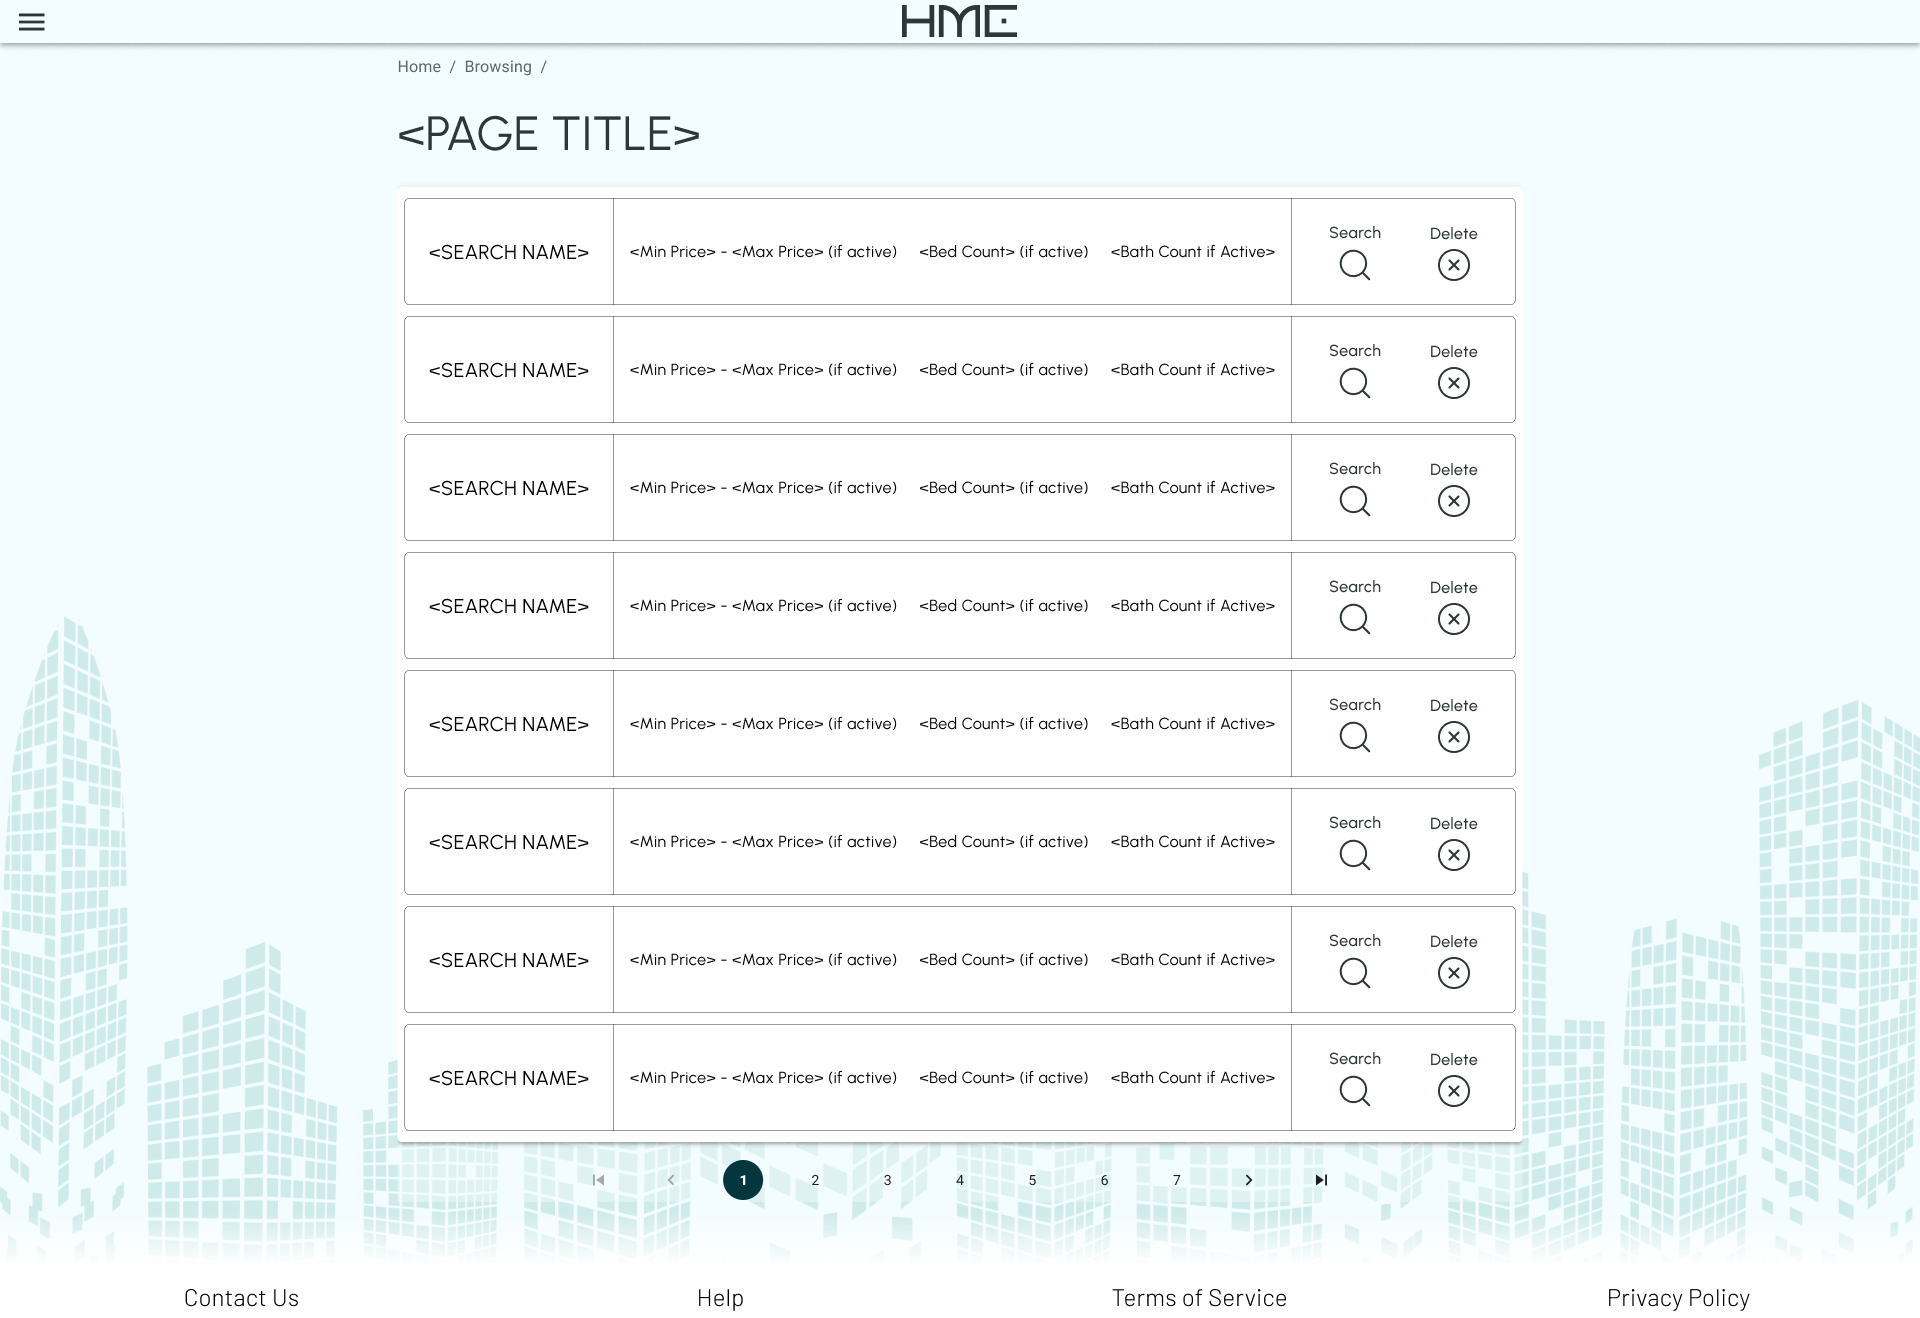 HME
Home / Browsing /
<PAGE TITLE>
<SEARCH NAME> <Min Price> - <Max Price> (if active) <Bed Count> (if active) <Bath Count if Active> Search Delete
<SEARCH NAME> <Min Price> - <Max Price> (if active) <Bed Count> (if active) <Bath Count if Active> Search Delete
<SEARCH NAME> <Min Price> - <Max Price> (if active) <Bed Count> (if active) <Bath Count if Active> Search Delete
<SEARCH NAME> <Min Price> - <Max Price> (if active) <Bed Count> (if active) <Bath Count if Active> Search Delete
<SEARCH NAME> <Min Price> - <Max Price> (if active) <Bed Count> (if active) <Bath Count if Active> Search Delete
<SEARCH NAME> <Min Price> - <Max Price> (if active) <Bed Count> (if active) <Bath Count if Active> Search Delete
<SEARCH NAME> <Min Price> - <Max Price> (if active) <Bed Count> (if active) <Bath Count if Active> Search Delete
<SEARCH NAME> <Min Price> - <Max Price> (if active) <Bed Count> (if active) <Bath Count if Active> Search Delete
1 2 3 4 5 6 7
Contact Us Help Terms of Service Privacy Policy